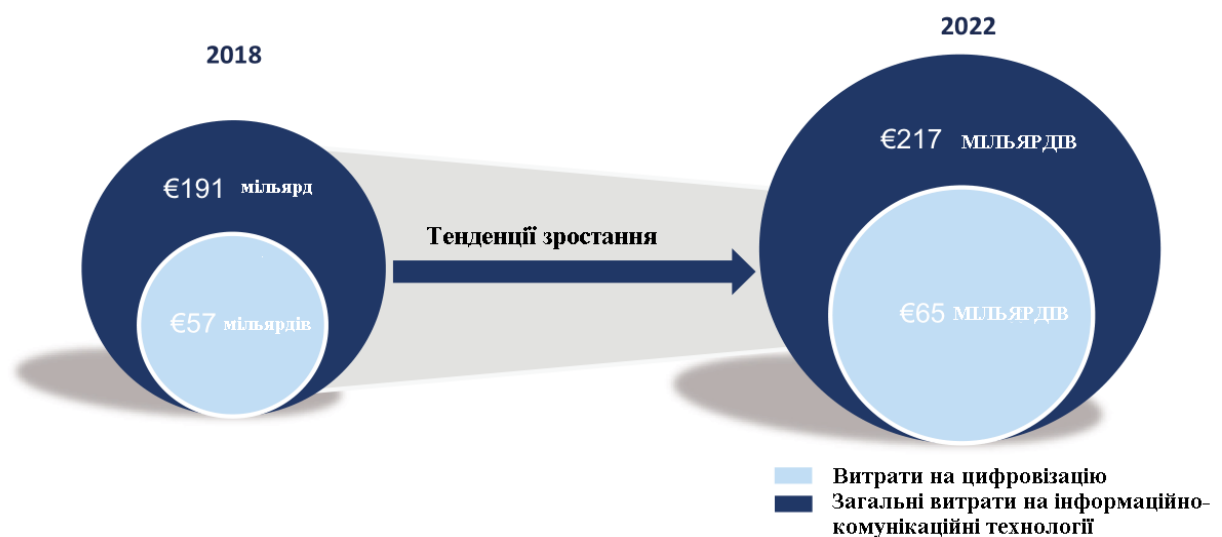 2018
2022
€191 мільярд
€217 МІЛЬЯРДІВ
Тенденції зростання
€57 мільярдів
€65 МІЛЬЯРДІВ
Витрати на цифровізацію
Загальні витрати на інформаційно-
комунікаційні технології